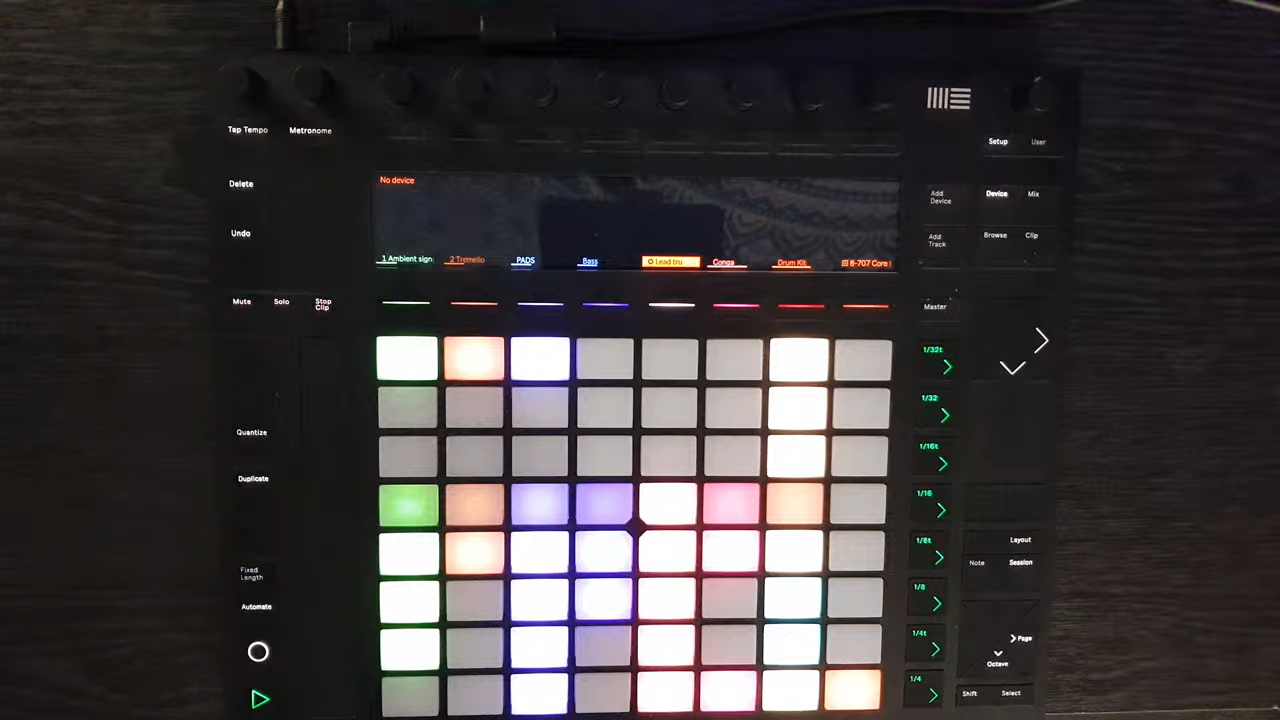 Tap Tempo
Metronome
Setup
User
Delete
No device
Add Device
Device
Mix
Undo
Add Track
Browse
Clip
1 Ambient sign
2 Tremello
PADS
Bass
Lead tru
Conga
Drum Kit
8-707 Core
Mute
Solo
Stop Clip
Master
1/32t
1/32
Quantize
1/16t
Duplicate
1/16
1/8t
Layout
Note
Session
Fixed Length
1/8
Automate
1/4t
Page
Octave
1/4
Shift
Select